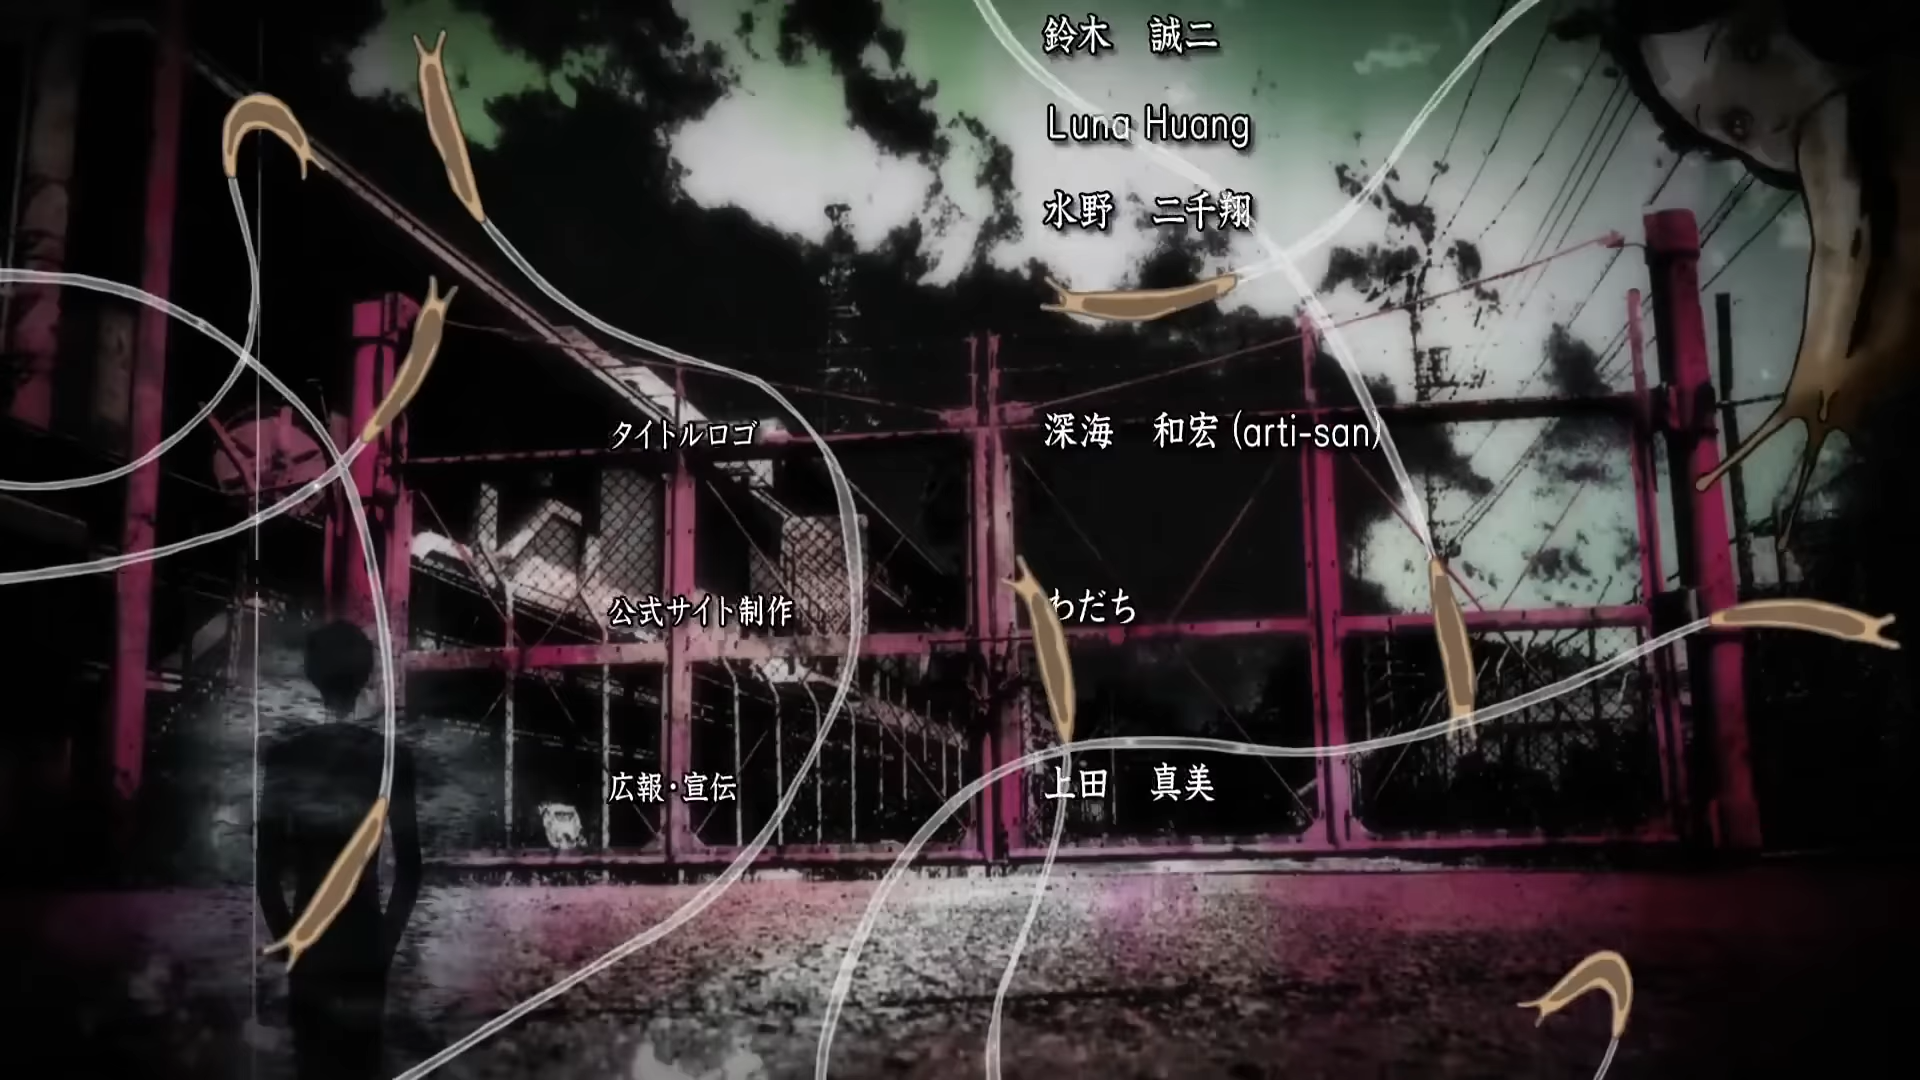 鈴木　誠二
Luna Huang
水野　二千翔
タイトルロゴ　深海　和宏 (arti-san)
公式サイト制作　わだち
広報・宣伝　上田　真美